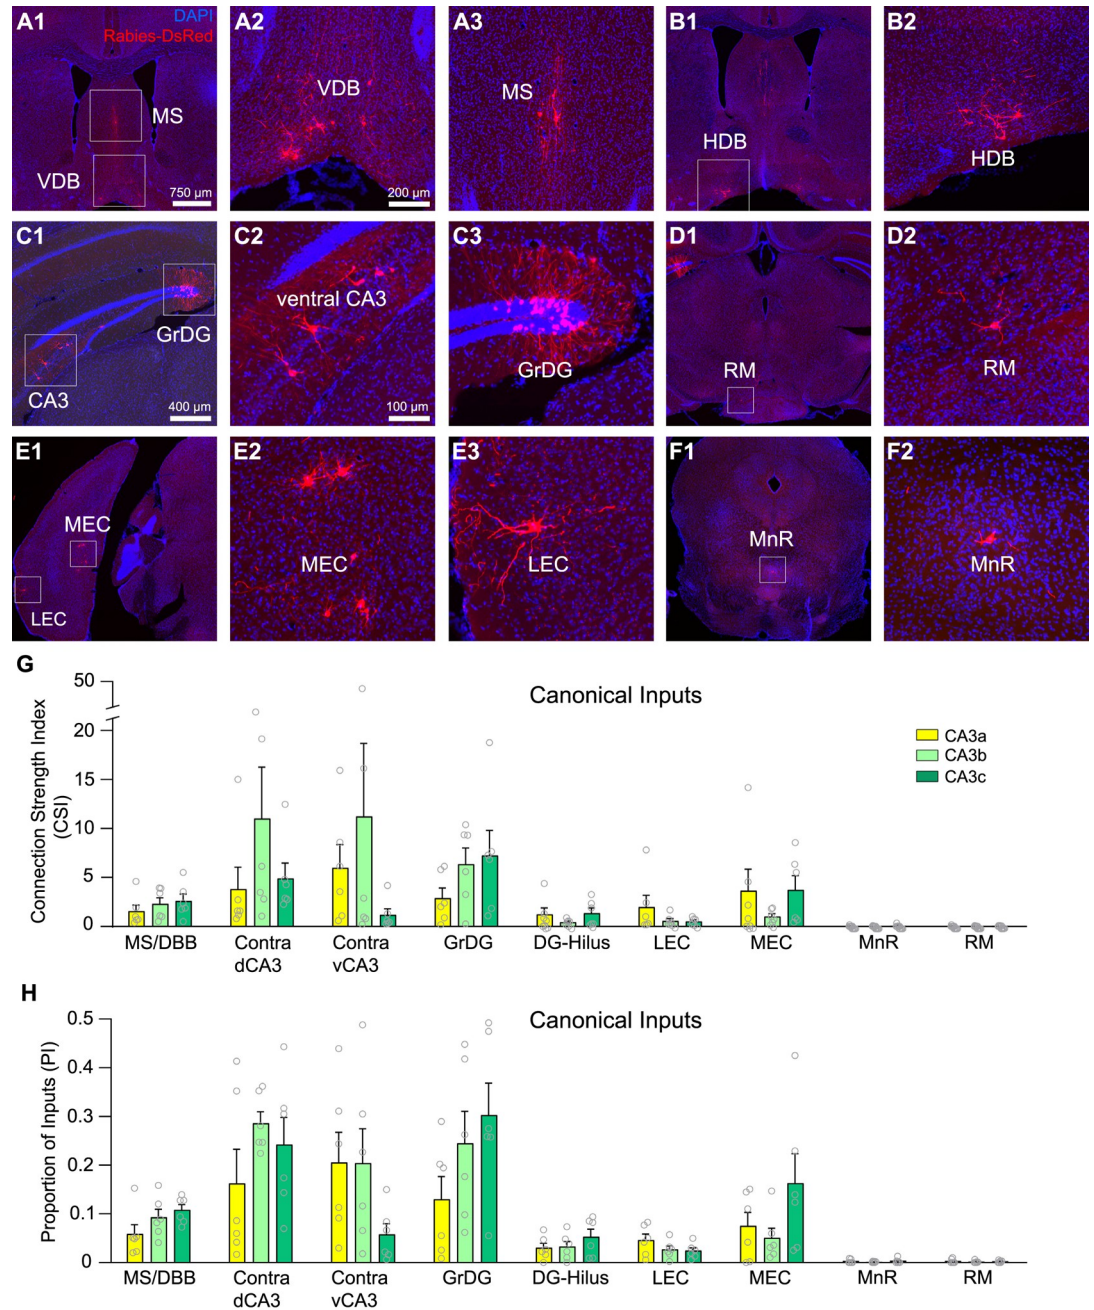 A1
DAPI
Rabies-DsRed
MS
VDB
750 μm
A2
VDB
200 μm
A3
MS
B1
HDB
B2
HDB
C1
GrDG
CA3
400 μm
C2
ventral CA3
100 μm
C3
GrDG
D1
RM
D2
RM
E1
MEC
LEC
E2
MEC
E3
LEC
F1
MnR
F2
MnR
G
Canonical Inputs
Connection Strength Index
(CSI)
50
20
15
10
5
0
CA3a
CA3b
CA3c
MS/DBB
Contra
dCA3
Contra
vCA3
GrDG
DG-Hilus
LEC
MEC
MnR
RM
H
Canonical Inputs
Proportion of Inputs (PI)
0.5
0.4
0.3
0.2
0.1
0
MS/DBB
Contra
dCA3
Contra
vCA3
GrDG
DG-Hilus
LEC
MEC
MnR
RM